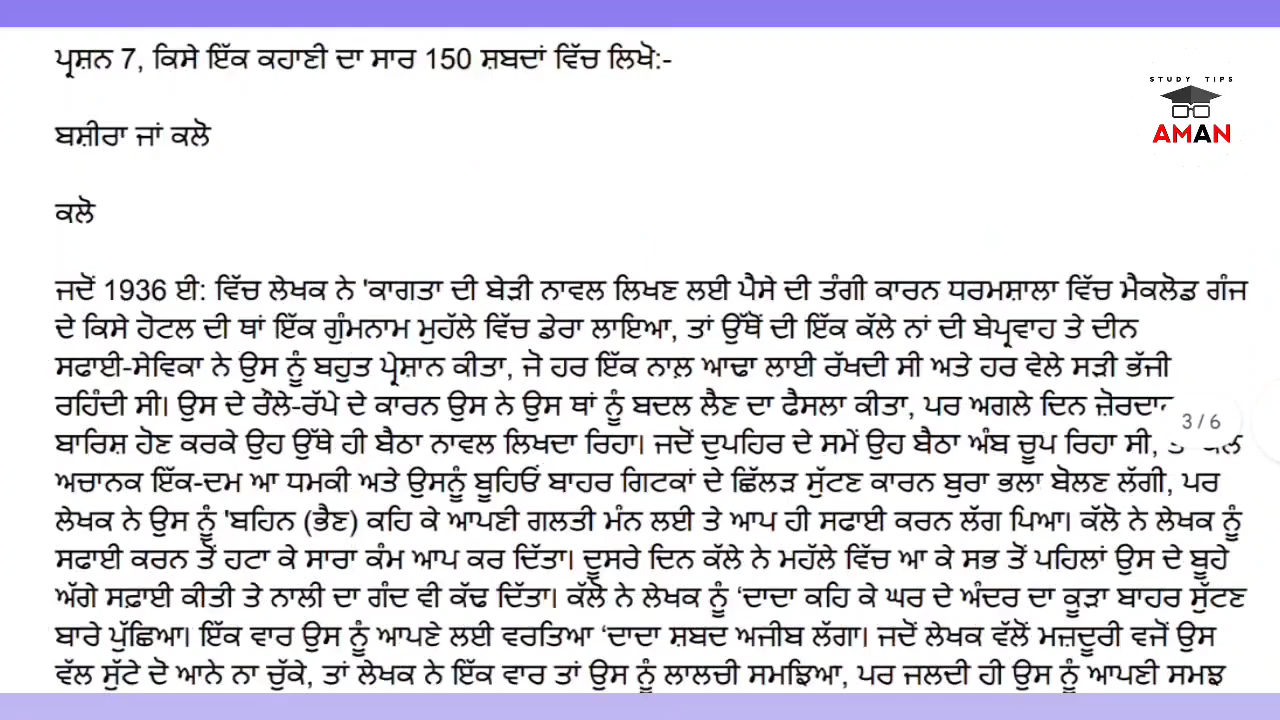 ਪ੍ਰਸ਼ਨ 7, ਕਿਸੇ ਇੱਕ ਕਹਾਣੀ ਦਾ ਸਾਰ 150 ਸ਼ਬਦਾਂ ਵਿੱਚ ਲਿਖੋ:-
STUDY TIPS
AMAN
ਬਸ਼ੀਰਾ ਜਾਂ ਕਲੋ
ਕਲੋ
ਜਦੋਂ 1936 ਈ: ਵਿੱਚ ਲੇਖਕ ਨੇ 'ਕਾਗਤਾ ਦੀ ਬੇੜੀ ਨਾਵਲ ਲਿਖਣ ਲਈ ਪੈਸੇ ਦੀ ਤੰਗੀ ਕਾਰਨ ਧਰਮਸ਼ਾਲਾ ਵਿੱਚ ਮੈਕਲੋਡ ਗੰਜ
ਦੇ ਕਿਸੇ ਹੋਟਲ ਦੀ ਥਾਂ ਇੱਕ ਗੁੰਮਨਾਮ ਮੁਹੱਲੇ ਵਿੱਚ ਡੇਰਾ ਲਾਇਆ, ਤਾਂ ਉੱਥੋਂ ਦੀ ਇੱਕ ਕੱਲੇ ਨਾਂ ਦੀ ਬੇਪ੍ਰਵਾਹ ਤੇ ਦੀਨ
ਸਫਾਈ-ਸੇਵਿਕਾ ਨੇ ਉਸ ਨੂੰ ਬਹੁਤ ਪ੍ਰੇਸ਼ਾਨ ਕੀਤਾ, ਜੋ ਹਰ ਇੱਕ ਨਾਲ਼ ਆਢਾ ਲਾਈ ਰੱਖਦੀ ਸੀ ਅਤੇ ਹਰ ਵੇਲੇ ਸੜੀ ਭੱਜੀ
ਰਹਿੰਦੀ ਸੀ। ਉਸ ਦੇ ਰੌਲੇ-ਰੱਪੇ ਦੇ ਕਾਰਨ ਉਸ ਨੇ ਉਸ ਥਾਂ ਨੂੰ ਬਦਲ ਲੈਣ ਦਾ ਫੈਸਲਾ ਕੀਤਾ, ਪਰ ਅਗਲੇ ਦਿਨ
3 / 6
ਬਾਰਿਸ਼ ਹੋਣ ਕਰਕੇ ਉਹ ਉੱਥੇ ਹੀ ਬੈਠਾ ਨਾਵਲ ਲਿਖਦਾ ਰਿਹਾ। ਜਦੋਂ ਦੁਪਹਿਰ ਦੇ ਸਮੇਂ ਉਹ ਬੈਠਾ ਅੰਬ ਚੂਪ ਰਿਹਾ ਸੀ,
ਅਚਾਨਕ ਇੱਕ-ਦਮ ਆ ਧਮਕੀ ਅਤੇ ਉਸਨੂੰ ਬੂਹਿਓਂ ਬਾਹਰ ਗਿਟਕਾਂ ਦੇ ਛਿੱਲੜ ਸੁੱਟਣ ਕਾਰਨ ਬੁਰਾ ਭਲਾ ਬੋਲਣ ਲੱਗੀ, ਪਰ
ਲੇਖਕ ਨੇ ਉਸ ਨੂੰ 'ਬਹਿਨ (ਭੈਣ) ਕਹਿ ਕੇ ਆਪਣੀ ਗਲਤੀ ਮੰਨ ਲਈ ਤੇ ਆਪ ਹੀ ਸਫਾਈ ਕਰਨ ਲੱਗ ਪਿਆ। ਕੱਲੋ ਨੇ ਲੇਖਕ ਨੂੰ
ਸਫਾਈ ਕਰਨ ਤੋਂ ਹਟਾ ਕੇ ਸਾਰਾ ਕੰਮ ਆਪ ਕਰ ਦਿੱਤਾ। ਦੂਸਰੇ ਦਿਨ ਕੱਲੇ ਨੇ ਮਹੱਲੇ ਵਿੱਚ ਆ ਕੇ ਸਭ ਤੋਂ ਪਹਿਲਾਂ ਉਸ ਦੇ ਬੂਹੇ
ਅੱਗੇ ਸਫ਼ਾਈ ਕੀਤੀ ਤੇ ਨਾਲੀ ਦਾ ਗੰਦ ਵੀ ਕੱਢ ਦਿੱਤਾ। ਕੱਲੋ ਨੇ ਲੇਖਕ ਨੂੰ ‘ਦਾਦਾ ਕਹਿ ਕੇ ਘਰ ਦੇ ਅੰਦਰ ਦਾ ਕੂੜਾ ਬਾਹਰ ਸੁੱਟਣ
ਬਾਰੇ ਪੁੱਛਿਆ। ਇੱਕ ਵਾਰ ਉਸ ਨੂੰ ਆਪਣੇ ਲਈ ਵਰਤਿਆ ‘ਦਾਦਾ ਸ਼ਬਦ ਅਜੀਬ ਲੱਗਾ। ਜਦੋਂ ਲੇਖਕ ਵੱਲੋਂ ਮਜ਼ਦੂਰੀ ਵਜੋਂ ਉਸ
ਵੱਲ ਸੁੱਟੇ ਦੋ ਆਨੇ ਨਾ ਚੁੱਕੇ, ਤਾਂ ਲੇਖਕ ਨੇ ਇੱਕ ਵਾਰ ਤਾਂ ਉਸ ਨੂੰ ਲਾਲਚੀ ਸਮਝਿਆ, ਪਰ ਜਲਦੀ ਹੀ ਉਸ ਨੂੰ ਆਪਣੀ ਸਮਝ